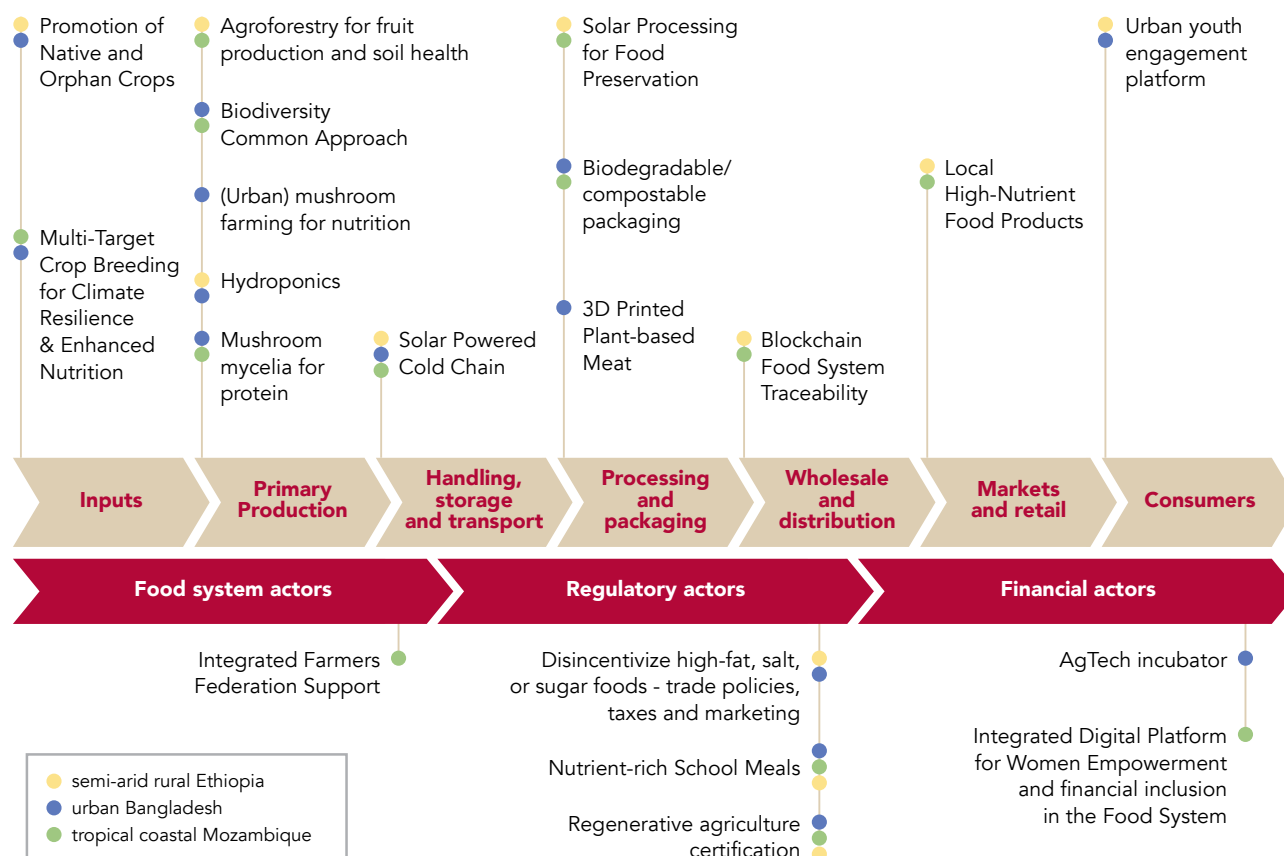 Promotion of
Native and
Orphan Crops
Multi-Target
Crop Breeding
for Climate
Resilience
& Enhanced
Nutrition
Agroforestry for fruit
production and soil health
Biodiversity
Common Approach
(Urban) mushroom
farming for nutrition
Hydroponics
Mushroom
mycelia for
protein
Solar Powered
Cold Chain
Solar Processing
for Food
Preservation
Biodegradable/
compostable
packaging
3D Printed
Plant-based
Meat
Blockchain
Food System
Traceability
Local
High-Nutrient
Food Products
Urban youth
engagement
platform
Inputs
Primary
Production
Handling,
storage
and transport
Processing
and
packaging
Wholesale
and
distribution
Markets
and retail
Consumers
Food system actors
Regulatory actors
Financial actors
Integrated Farmers
Federation Support
Disincentivize high-fat, salt,
or sugar foods - trade policies,
taxes and marketing
Nutrient-rich School Meals
Regenerative agriculture
certification
AgTech incubator
Integrated Digital Platform
for Women Empowerment
and financial inclusion
in the Food System
semi-arid rural Ethiopia
urban Bangladesh
tropical coastal Mozambique